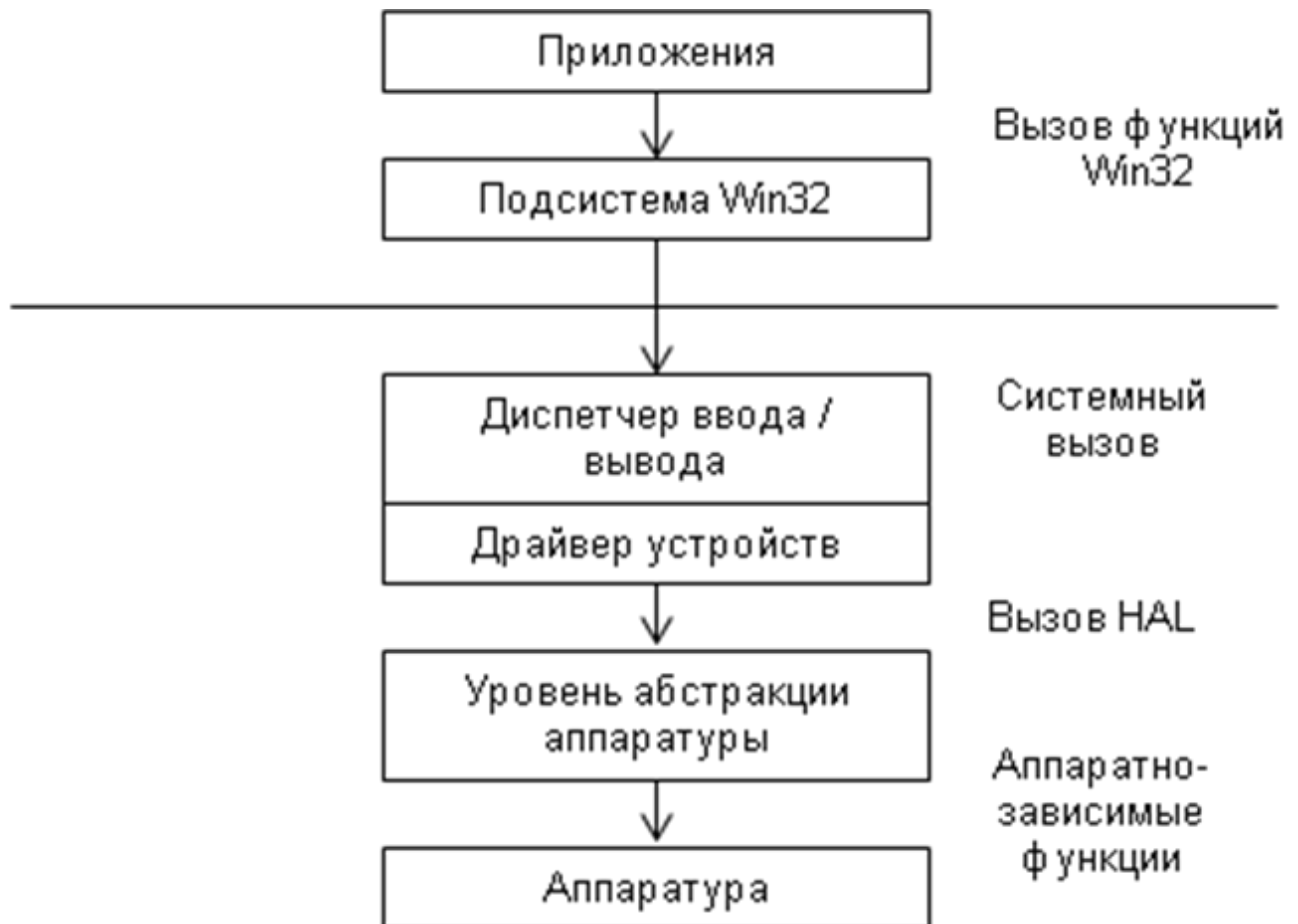 Приложения
Вызов функций
Win32
Подсистема Win32
Диспетчер ввода /
вывода
Системный
вызов
Драйвер устройств
Вызов HAL
Уровень абстракции
аппаратуры
Аппаратно-
зависимые
функции
Аппаратура